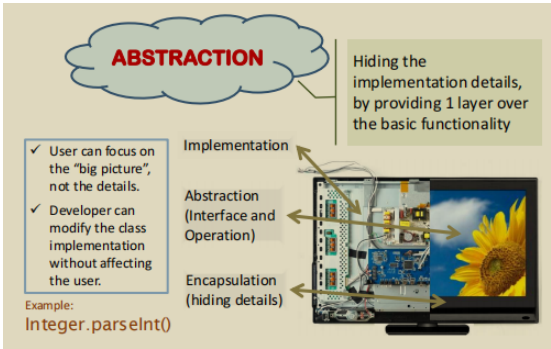 ABSTRACTION
Hiding the
implementation details,
by providing 1 layer over
the basic functionality
✓ User can focus on
the “big picture”,
not the details.
✓ Developer can
modify the class
implementation
without affecting
the user.
Example:
Integer.parseInt()
Implementation
Abstraction
(Interface and
Operation)
Encapsulation
(hiding details)